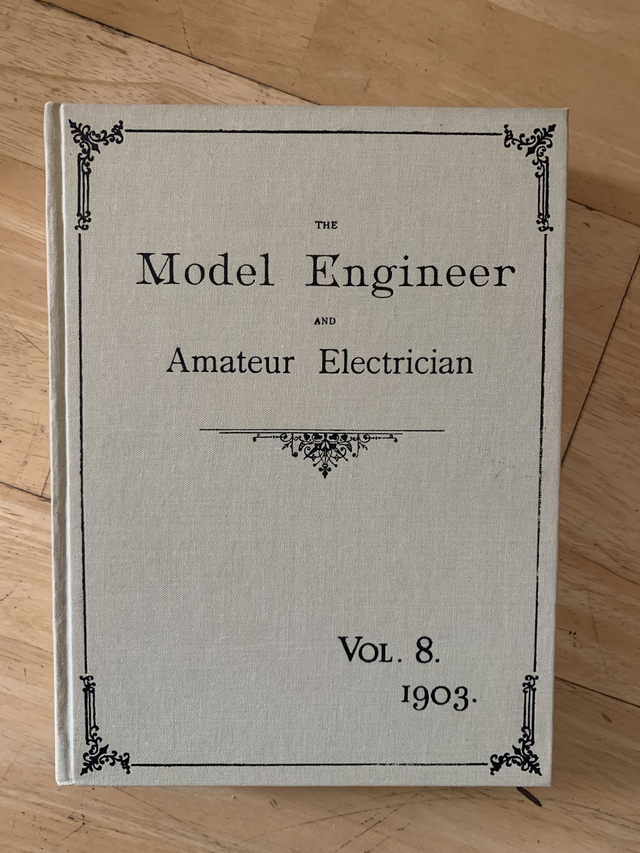 THE
Model Engineer
AND
Amateur Electrician
VOL. 8.
1903.